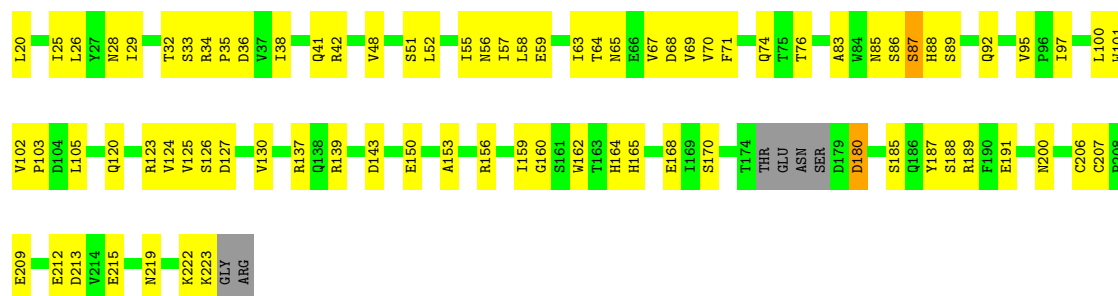 L20 I25 L26 Y27 N28 I29 T32 S33 R34 P35 D36 V37 I38 Q41 R42 V48 S51 L52 I55 N56 I57 L58 E59 I63 T64 N65 E66 V67 D68 V69 V70 F71 Q74 T75 T76 A83 W84 N85 S86 S87 H88 S89 Q92 V95 P96 I97 L100 W101
V102 P103 D104 L105 Q120 R123 V124 V125 S126 D127 V130 R137 Q138 R139 D143 E150 A153 R156 I159 G160 S161 W162 T163 H164 H165 E168 I169 S170 T174 THR GLU ASN SER D179 D180 S185 Q186 Y187 S188 R189 F190 E191 N200 C206 C207 P208
E209 E212 D213 V214 E215 N219 K222 K223 GLY ARG